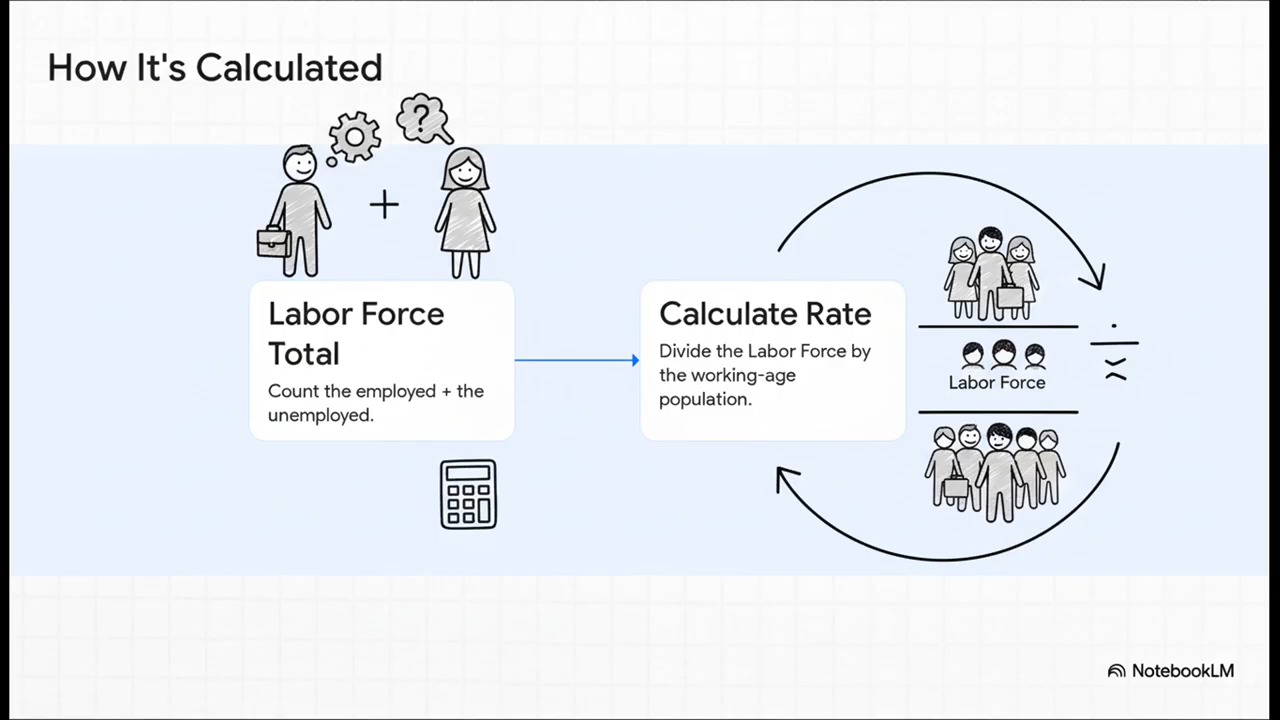 How It's Calculated
?
+
Labor Force
Total
Count the employed + the
unemployed.
Calculate Rate
Divide the Labor Force by
the working-age
population.
Labor Force
NotebookLM